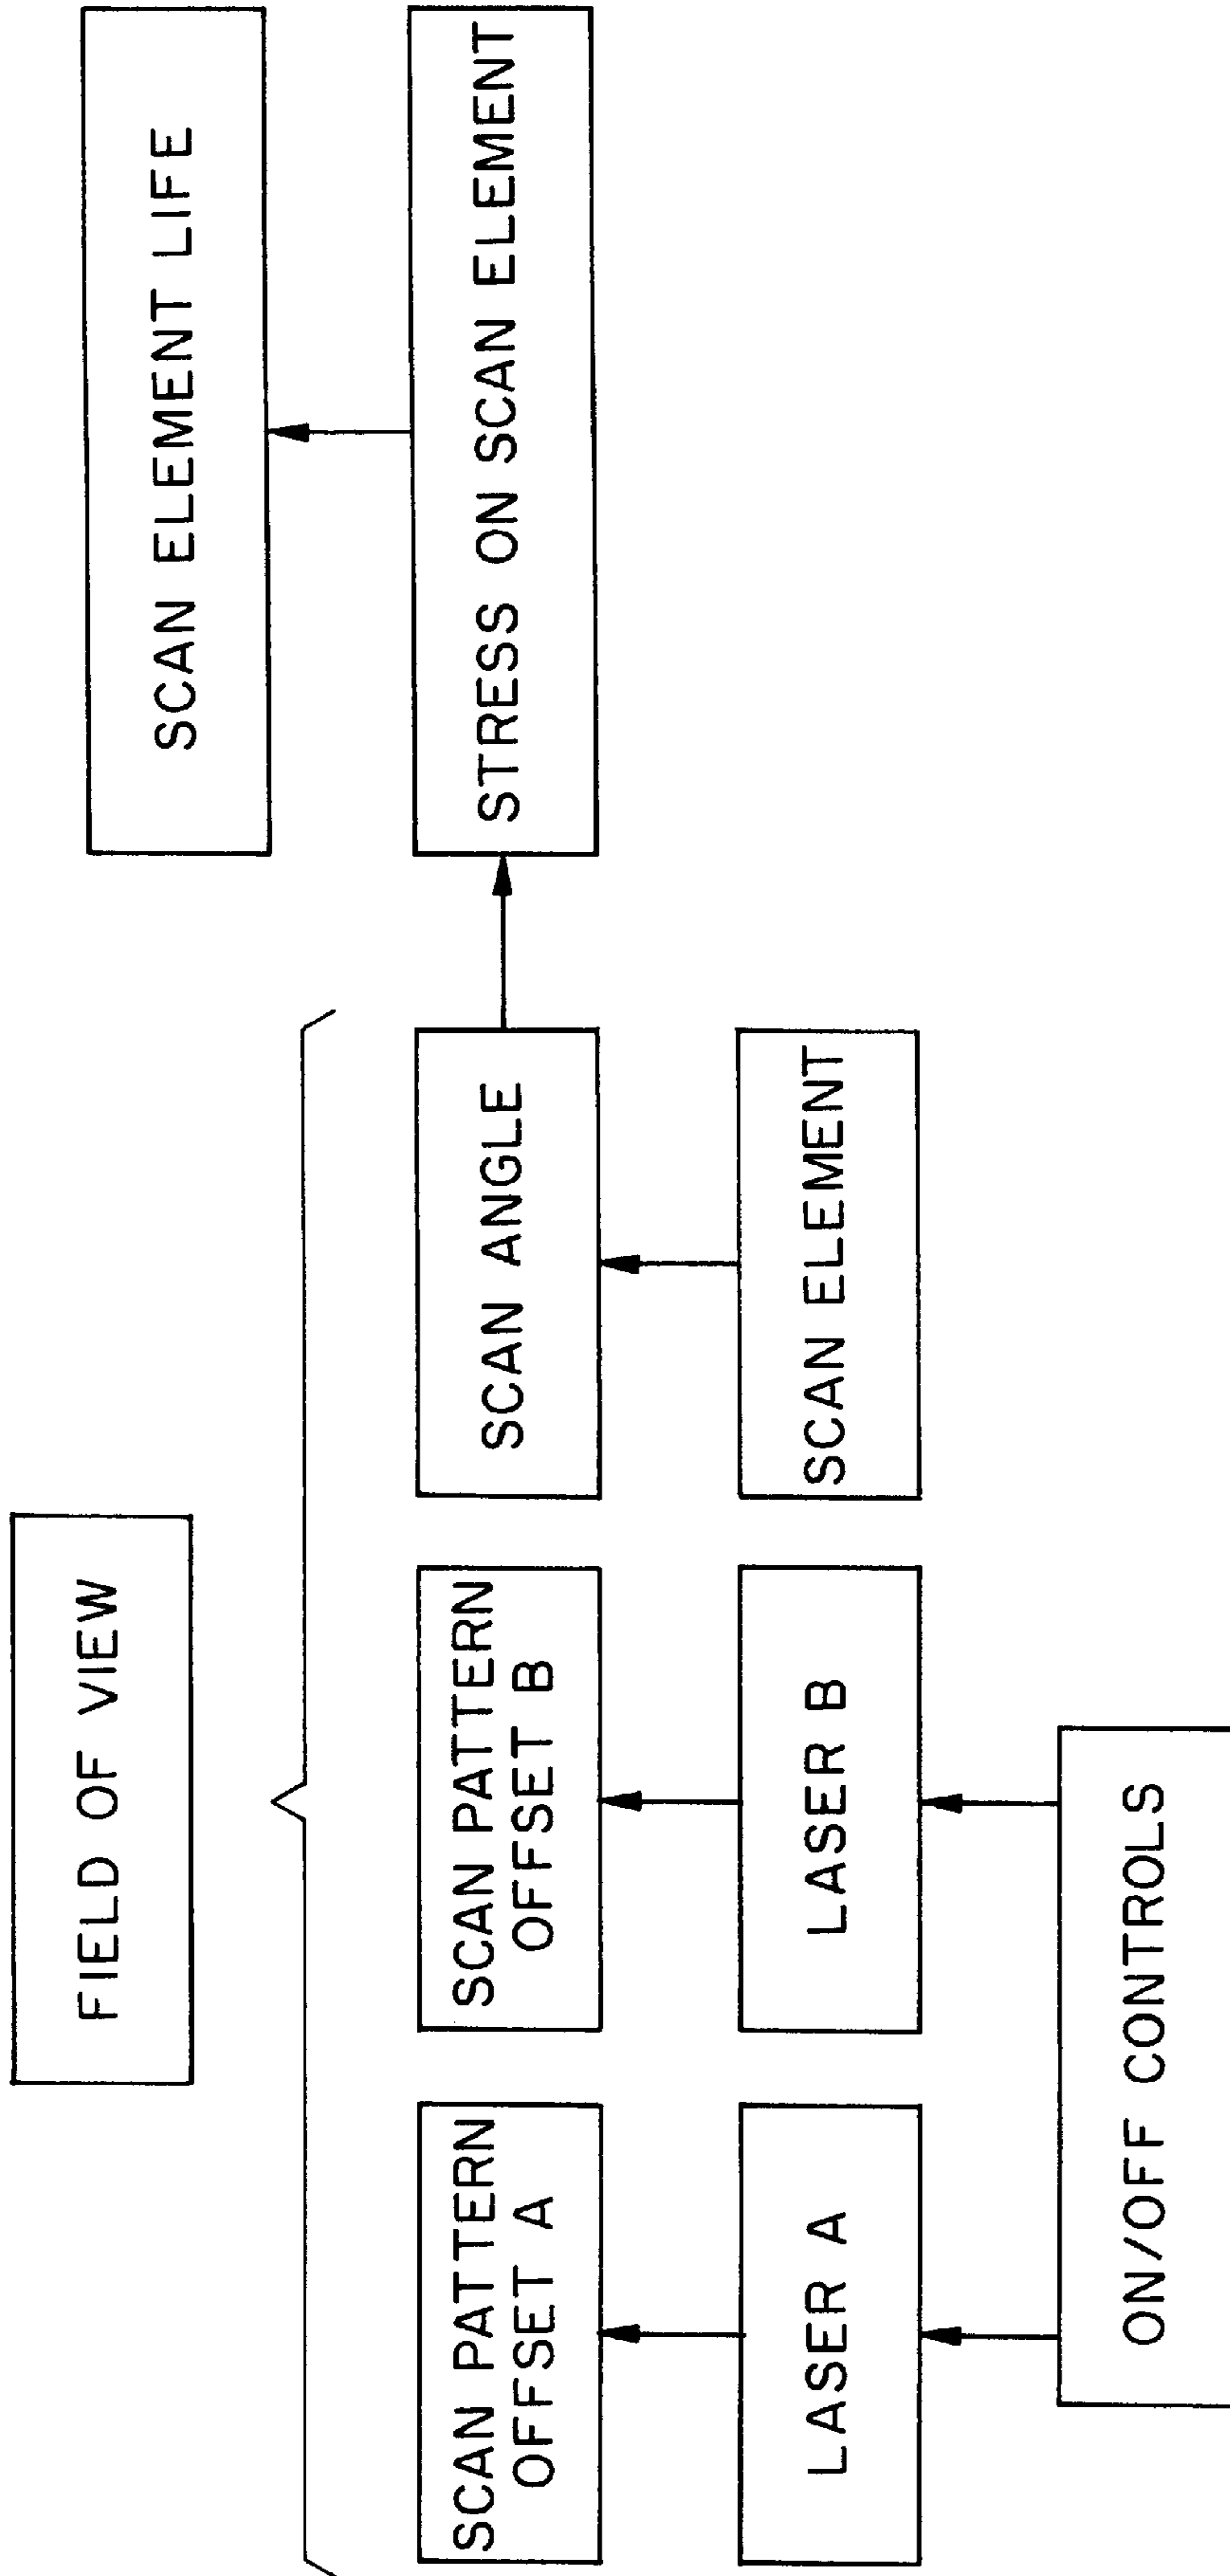 FIELD OF VIEW
SCAN ELEMENT LIFE
SCAN PATTERN
OFFSET A
SCAN PATTERN
OFFSET B
SCAN ANGLE
STRESS ON SCAN ELEMENT
LASER A
LASER B
SCAN ELEMENT
ON/OFF CONTROLS